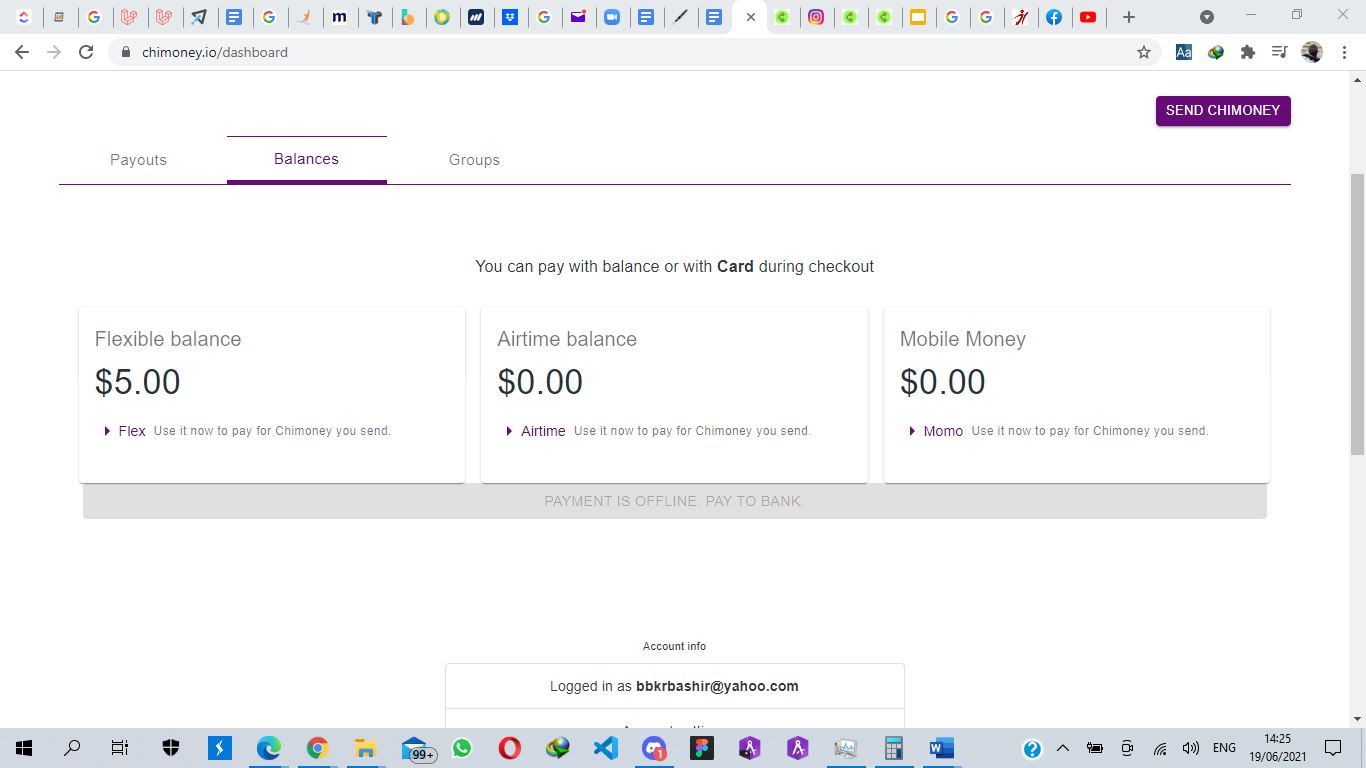 chimoney.io/dashboard
SEND CHIMONEY
Payouts
Balances
Groups
You can pay with balance or with Card during checkout
Flexible balance
$5.00
Flex Use it now to pay for Chimoney you send.
Airtime balance
$0.00
Airtime Use it now to pay for Chimoney you send.
Mobile Money
$0.00
Momo Use it now to pay for Chimoney you send.
PAYMENT IS OFFLINE. PAY TO BANK.
Account info
Logged in as bbkrbashir@yahoo.com
99+
1
ENG
14:25
19/06/2021